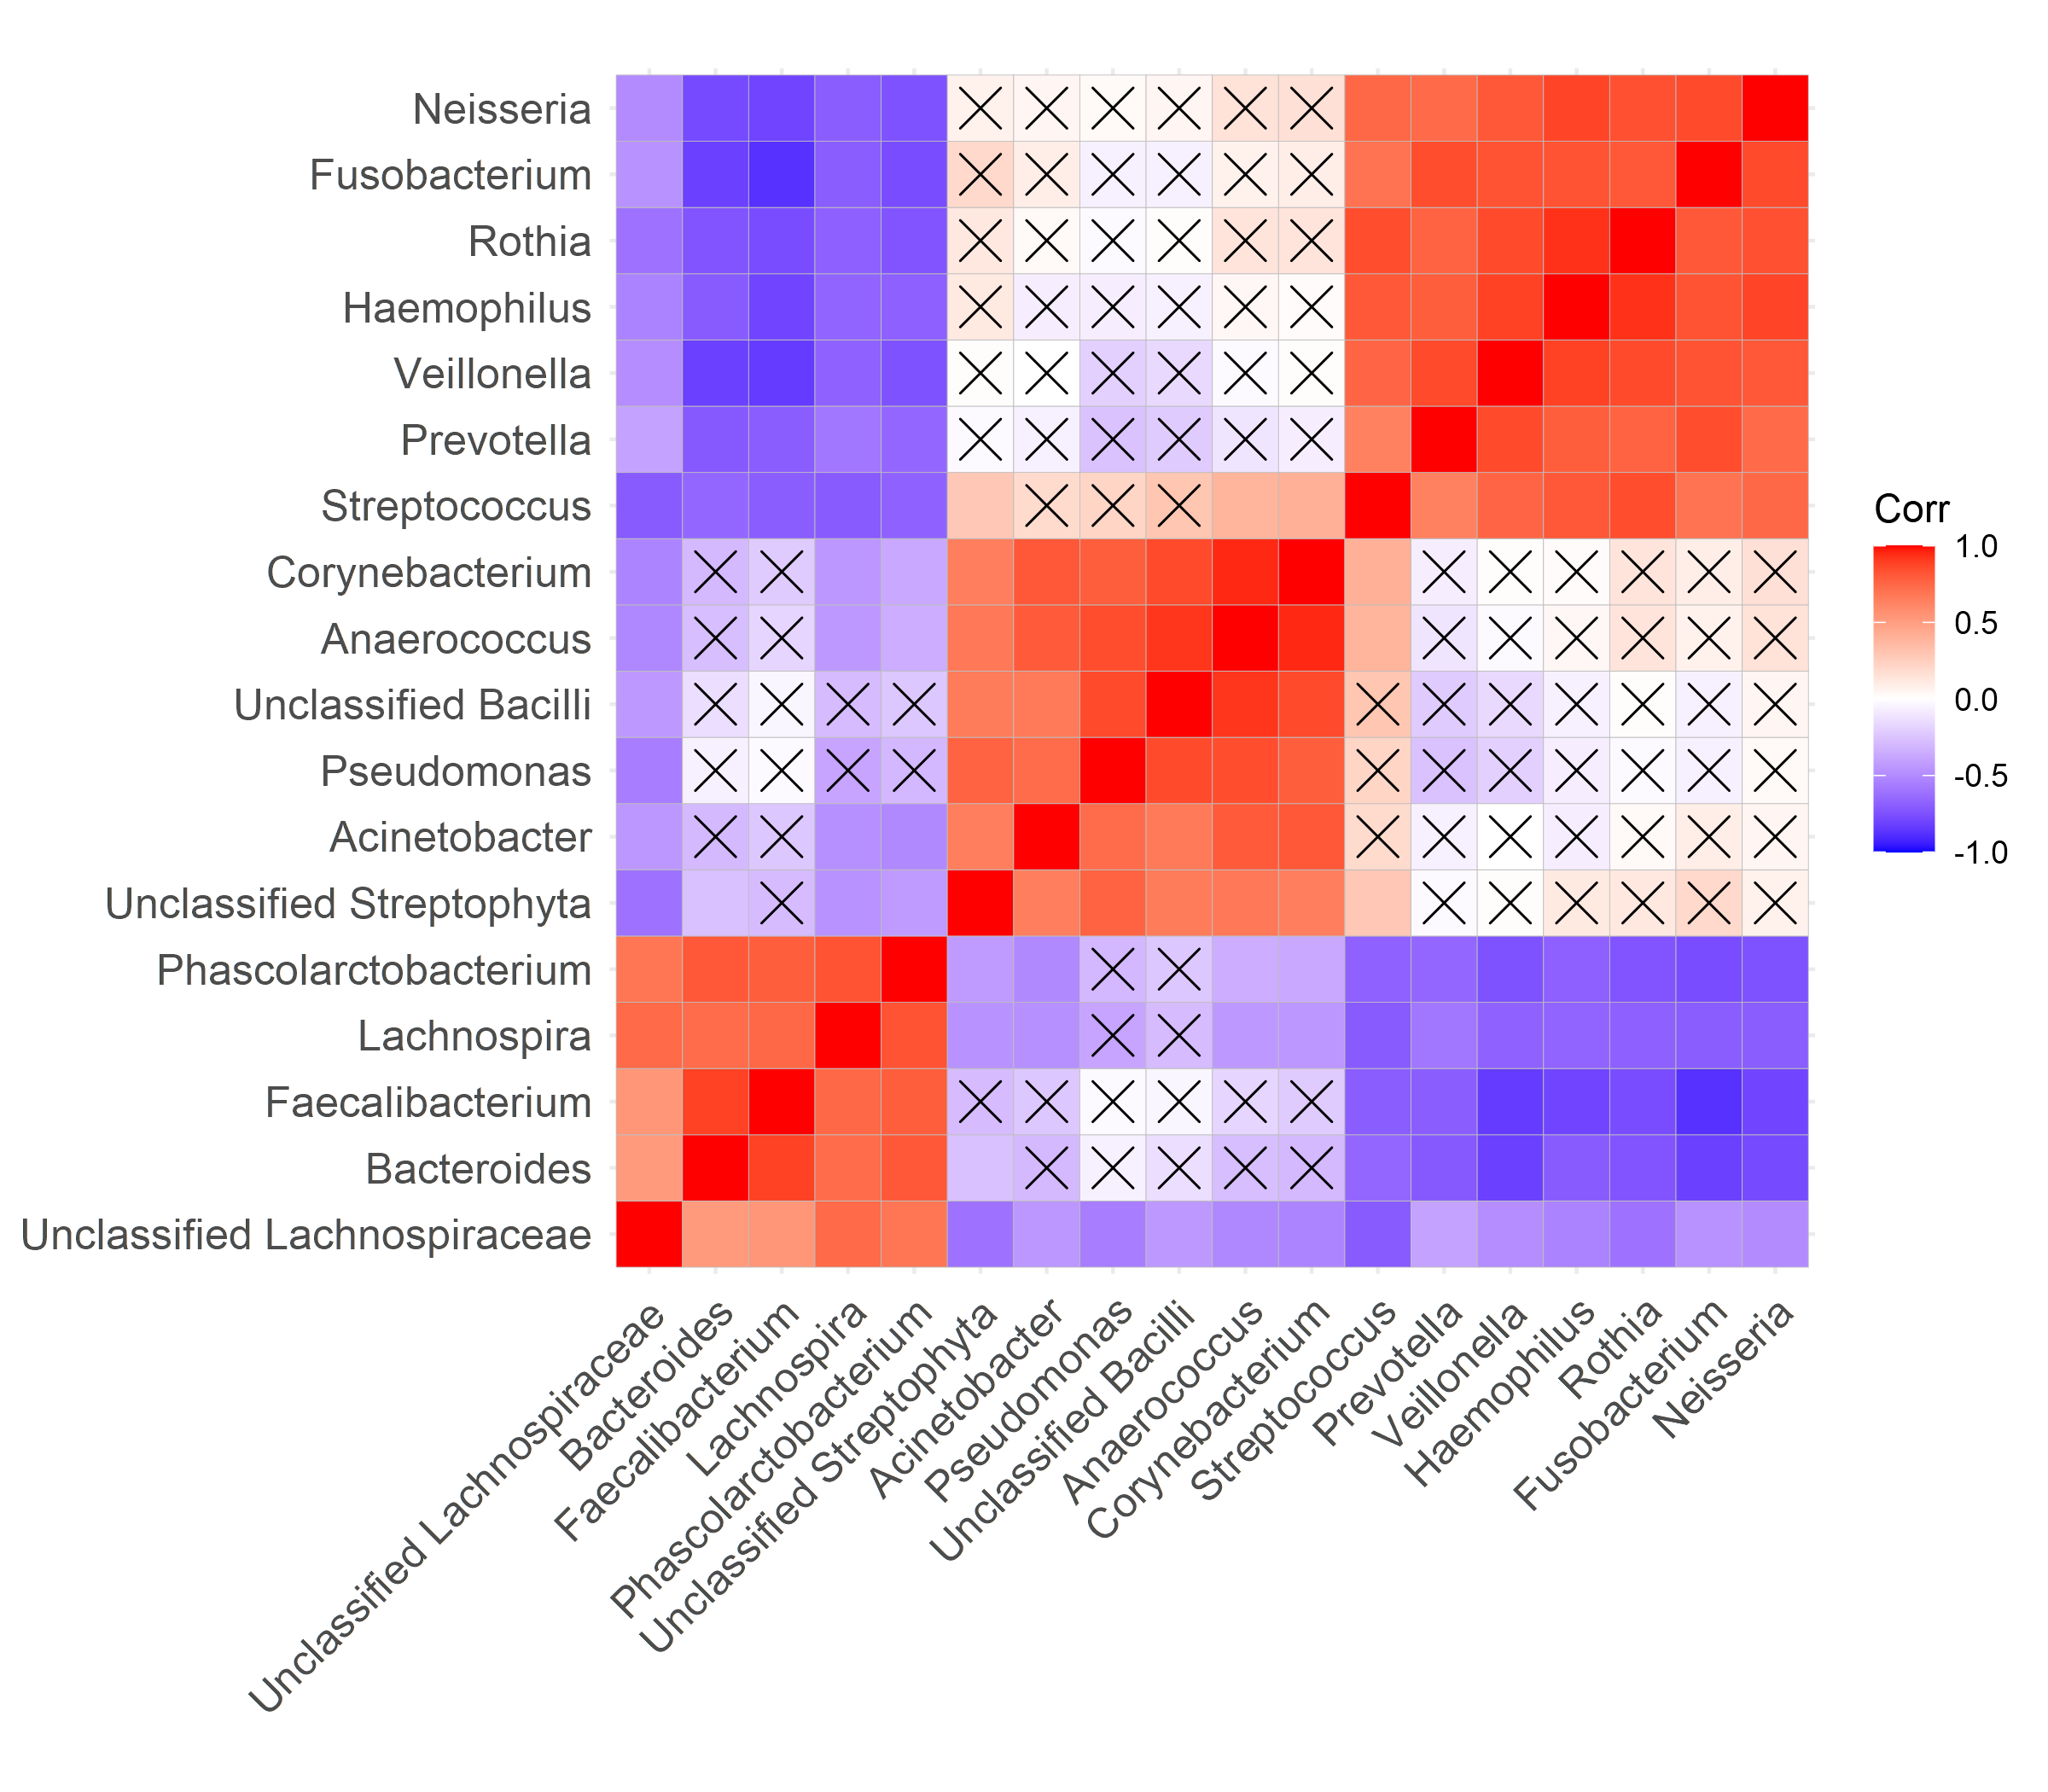 Neisseria
Fusobacterium
Rothia
Haemophilus
Veillonella
Prevotella
Streptococcus
Corynebacterium
Anaerococcus
Unclassified Bacilli
Pseudomonas
Acinetobacter
Unclassified Streptophyta
Phascolarctobacterium
Lachnospira
Faecalibacterium
Bacteroides
Unclassified Lachnospiraceae
Unclassified Lachnospiraceae
Bacteroides
Faecalibacterium
Lachnospira
Phascolarctobacterium
Unclassified Streptophyta
Acinetobacter
Pseudomonas
Unclassified Bacilli
Anaerococcus
Corynebacterium
Streptococcus
Prevotella
Veillonella
Haemophilus
Rothia
Fusobacterium
Neisseria
Corr
1.0
0.5
0.0
-0.5
-1.0